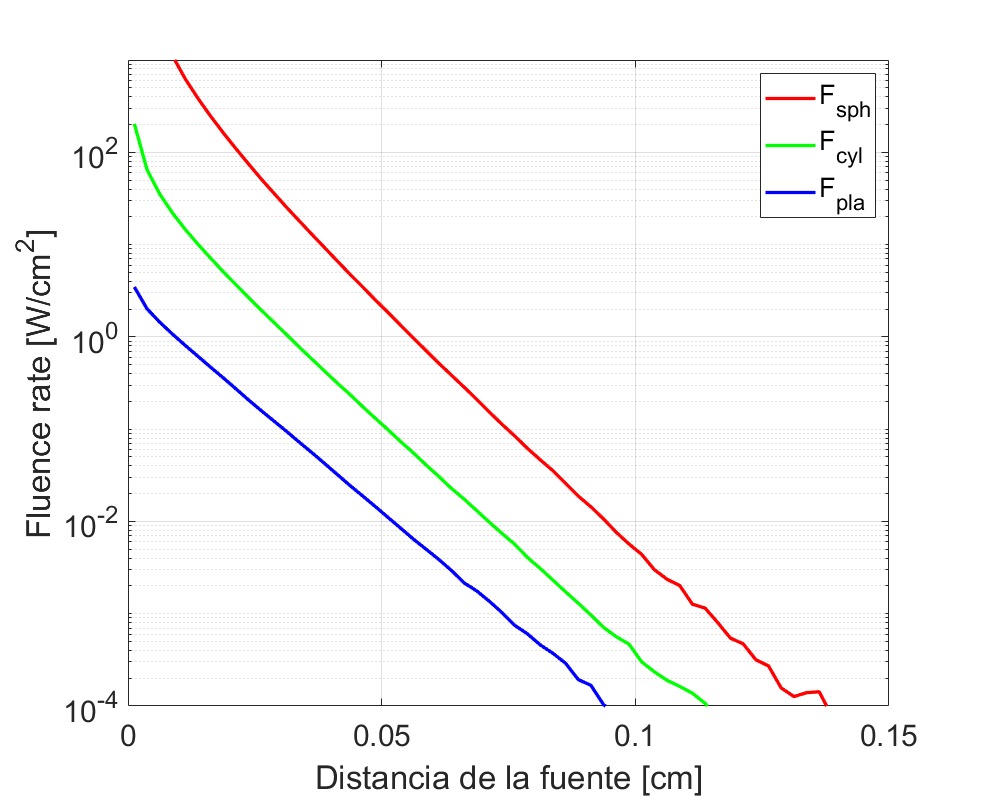 F_sph
F_cyl
F_pla
Fluence rate [W/cm^2]
10^2
10^0
10^-2
10^-4
0
0.05
0.1
0.15
Distancia de la fuente [cm]